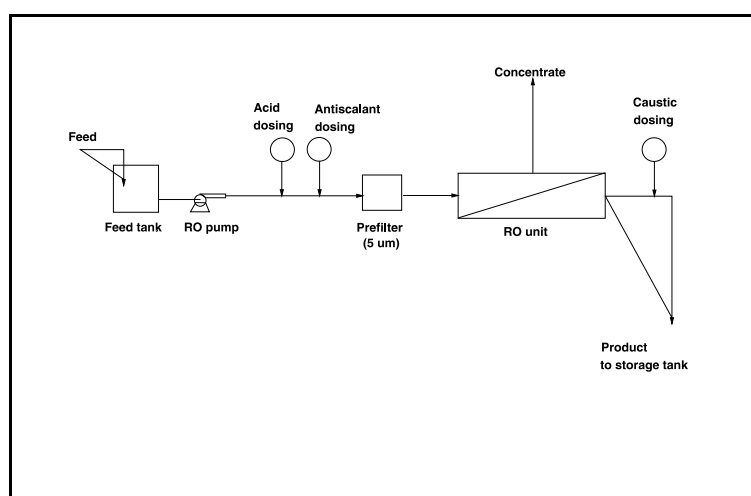 Concentrate
Acid
dosing
Antiscalant
dosing
Caustic
dosing
Feed
Feed tank
RO pump
Prefilter
(5 um)
RO unit
Product
to storage tank